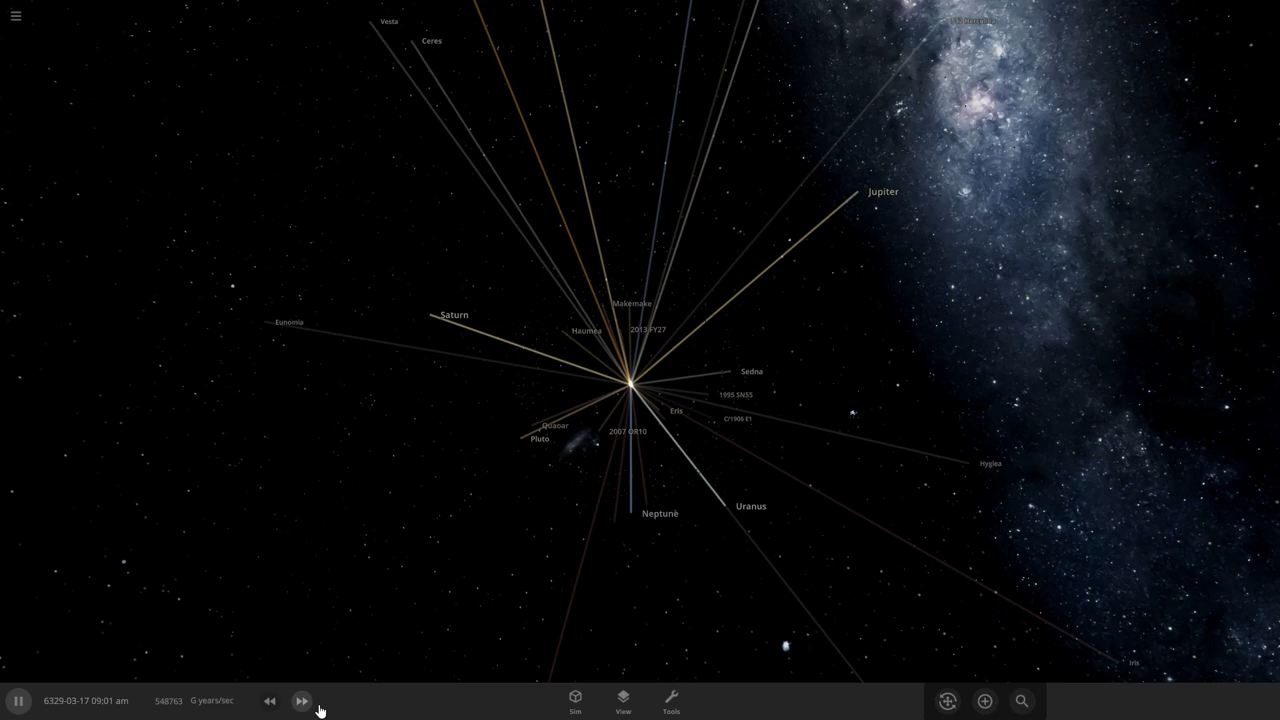 Vesta
Ceres
Jupiter
Makemake
Saturn
Eunomia
Haumea
2013 FY27
Sedna
1995 SN55
Eris
C/1906 E1
Quaoar
2007 OR10
Pluto
Hygiea
Uranus
Neptune
Iris
6329-03-17 09:01 am
548763 G years/sec
Sim
View
Tools